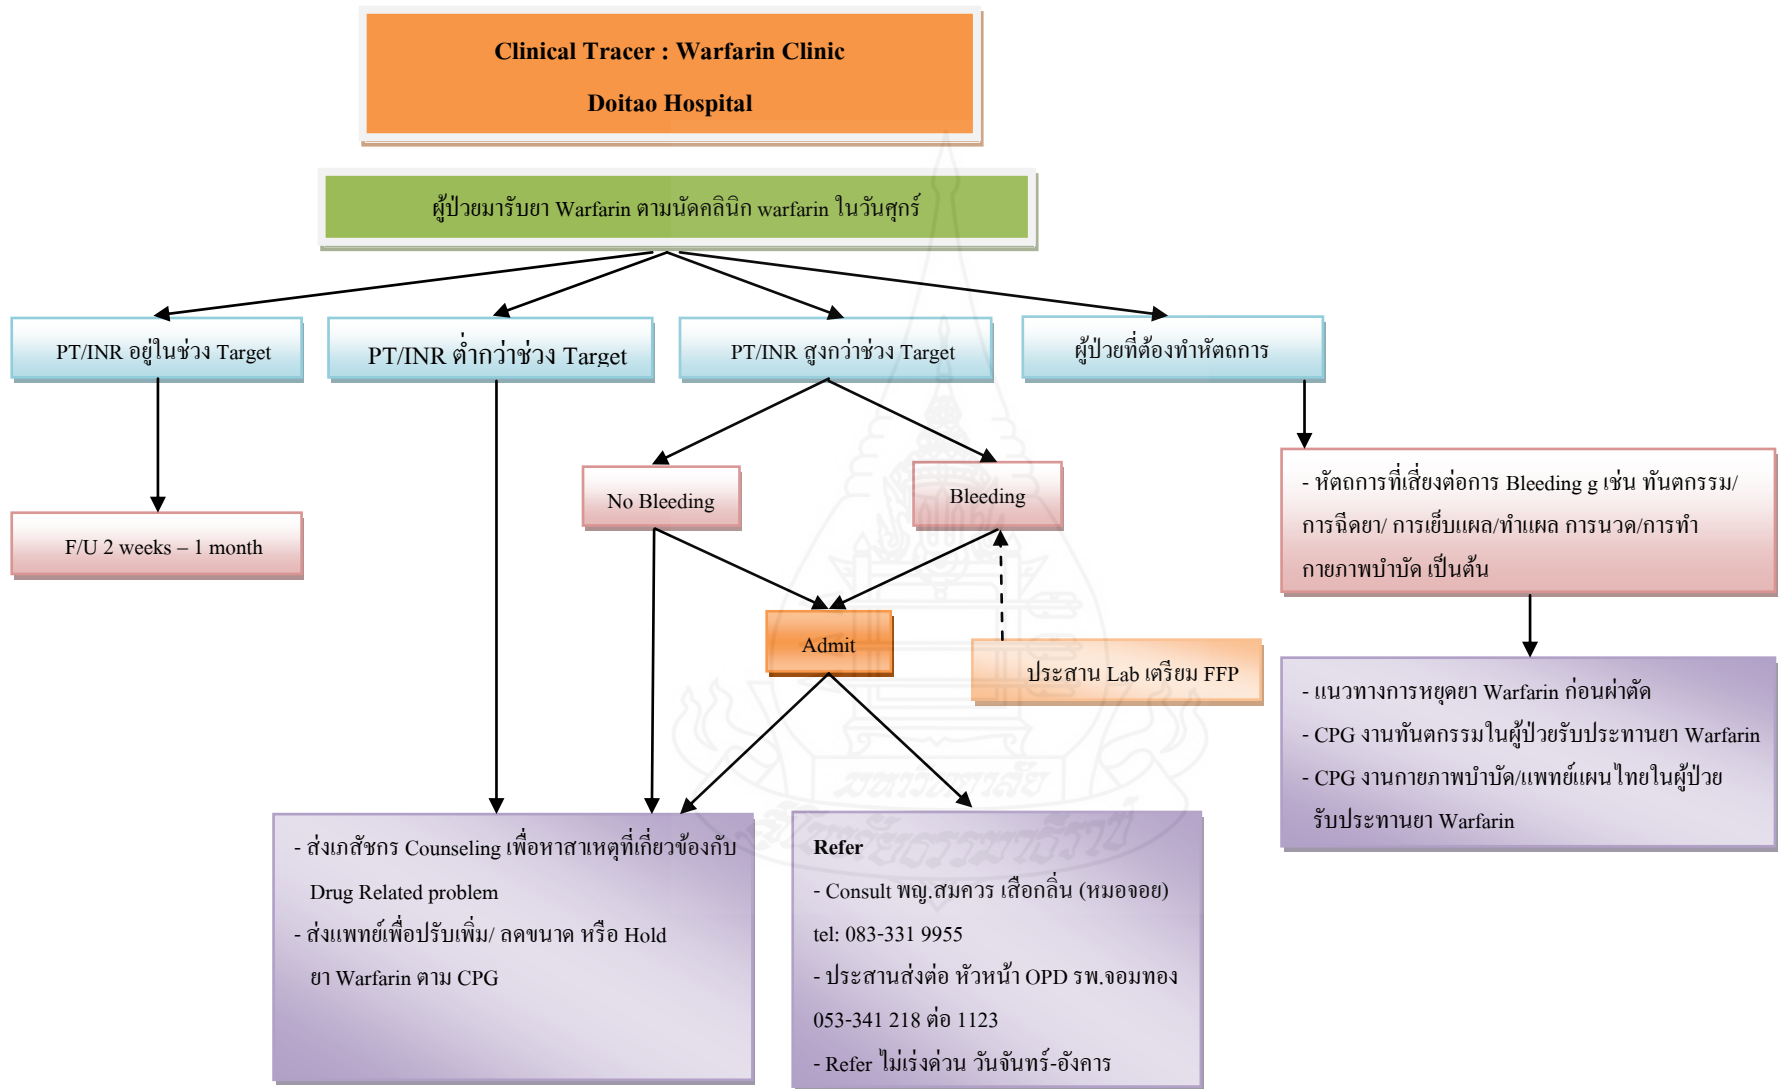 Clinical Tracer : Warfarin Clinic
Doitao Hospital
ผู้ป่วยมารับยา Warfarin ตามนัดคลินิก warfarin ในวันศุกร์
PT/INR อยู่ในช่วง Target
PT/INR ต่ำกว่าช่วง Target
PT/INR สูงกว่าช่วง Target
ผู้ป่วยที่ต้องทำหัตถการ
F/U 2 weeks – 1 month
No Bleeding
Bleeding
- หัตถการที่เสี่ยงต่อการ Bleeding g เช่น ทันตกรรม/
การฉีดยา/ การเย็บแผล/ทำแผล การนวด/การทำ
กายภาพบำบัด เป็นต้น
Admit
ประสาน Lab เตรียม FFP
- แนวทางการหยุดยา Warfarin ก่อนผ่าตัด
- CPG งานทันตกรรมในผู้ป่วยรับประทานยา Warfarin
- CPG งานกายภาพบำบัด/แพทย์แผนไทยในผู้ป่วย
รับประทานยา Warfarin
- ส่งเภสัชกร Counseling เพื่อหาสาเหตุที่เกี่ยวข้องกับ
Drug Related problem
- ส่งแพทย์เพื่อปรับเพิ่ม/ ลดขนาด หรือ Hold
ยา Warfarin ตาม CPG
Refer
- Consult พญ.สมควร เสือกลิ่น (หมอจอย)
tel: 083-331 9955
- ประสานส่งต่อ หัวหน้า OPD รพ.จอมทอง
053-341 218 ต่อ 1123
- Refer ไม่เร่งด่วน วันจันทร์-อังคาร